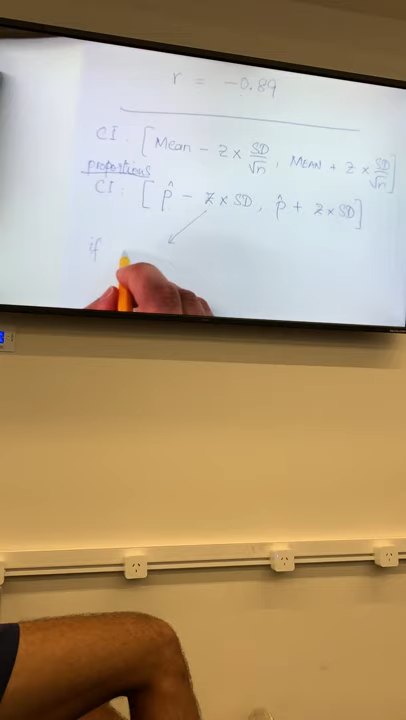 r = -0.89
CI: [Mean - Z × SD/√n, MEAN + Z × SD/√n]
proportions
CI: [p̂ - Z × SD, p̂ + Z × SD]
if